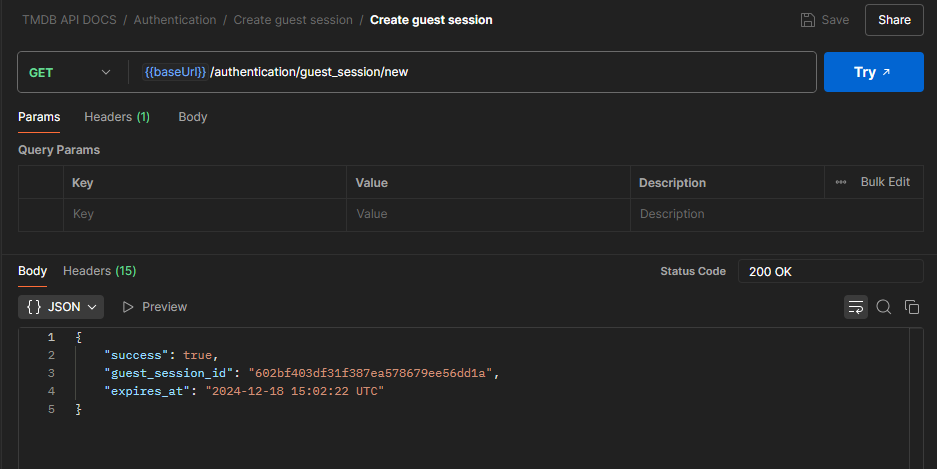 TMDB API DOCS / Authentication / Create guest session / Create guest session Save Share
GET {{baseUrl}} /authentication/guest_session/new Try ↗
Params Headers (1) Body
Query Params
Key Value Description ••• Bulk Edit
Key Value Description
Body Headers (15) Status Code 200 OK
{} JSON Preview
1 {
2 "success": true,
3 "guest_session_id": "602bf403df31f387ea578679ee56dd1a",
4 "expires_at": "2024-12-18 15:02:22 UTC"
5 }